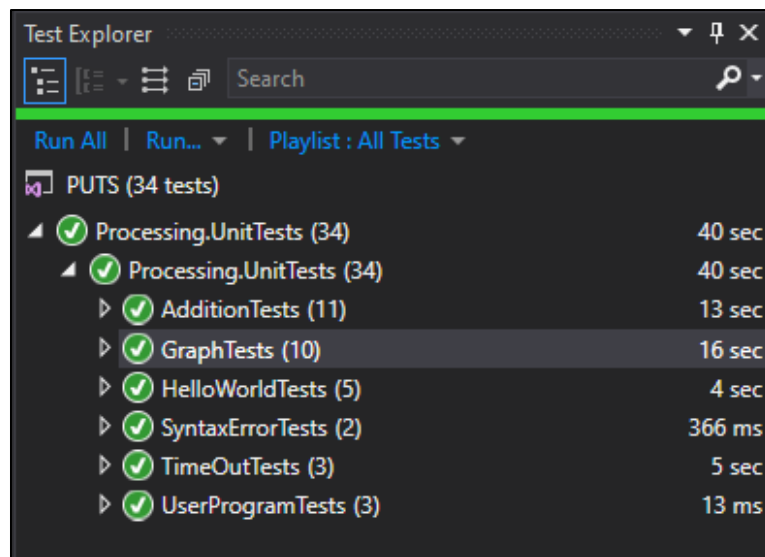 Test Explorer
Search
Run All | Run... | Playlist : All Tests
PUTS (34 tests)
Processing.UnitTests (34) 40 sec
Processing.UnitTests (34) 40 sec
AdditionTests (11) 13 sec
GraphTests (10) 16 sec
HelloWorldTests (5) 4 sec
SyntaxErrorTests (2) 366 ms
TimeOutTests (3) 5 sec
UserProgramTests (3) 13 ms